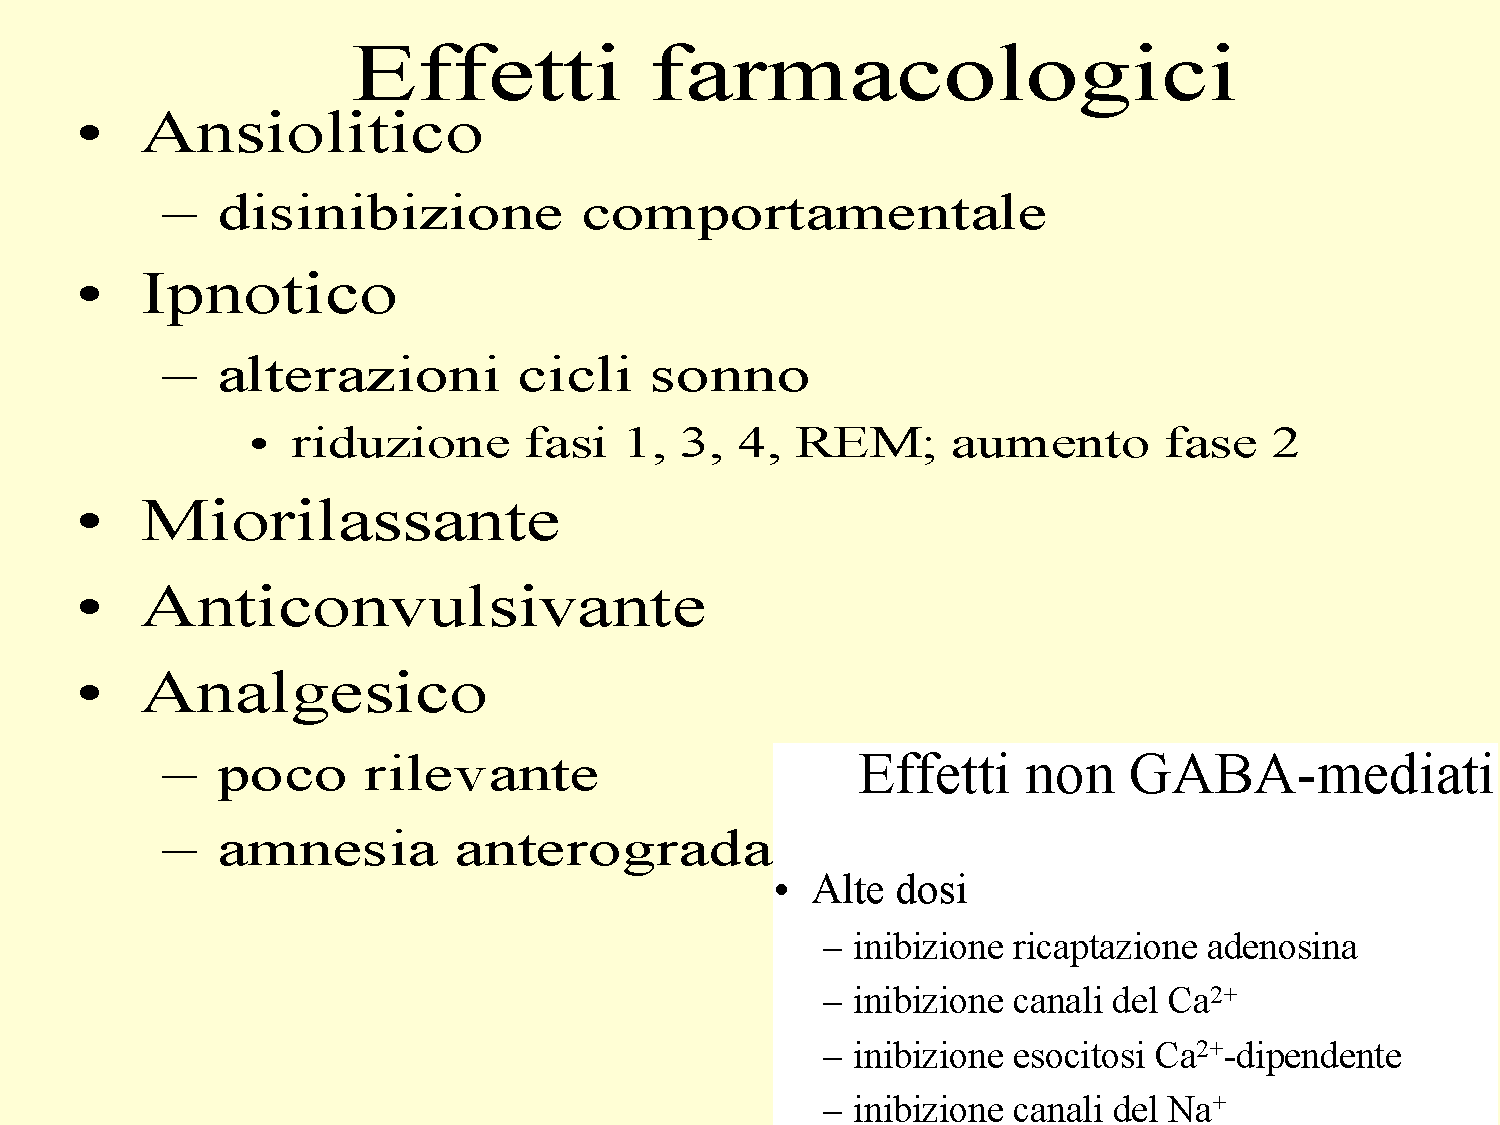 Effetti farmacologici
• Ansiolitico
– disinibizione comportamentale
• Ipnotico
– alterazioni cicli sonno
• riduzione fasi 1, 3, 4, REM; aumento fase 2
• Miorilassante
• Anticonvulsivante
• Analgesico
– poco rilevante
– amnesia anterograda
Effetti non GABA-mediati
• Alte dosi
– inibizione ricaptazione adenosina
– inibizione canali del Ca²⁺
– inibizione esocitosi Ca²⁺-dipendente
– inibizione canali del Na⁺